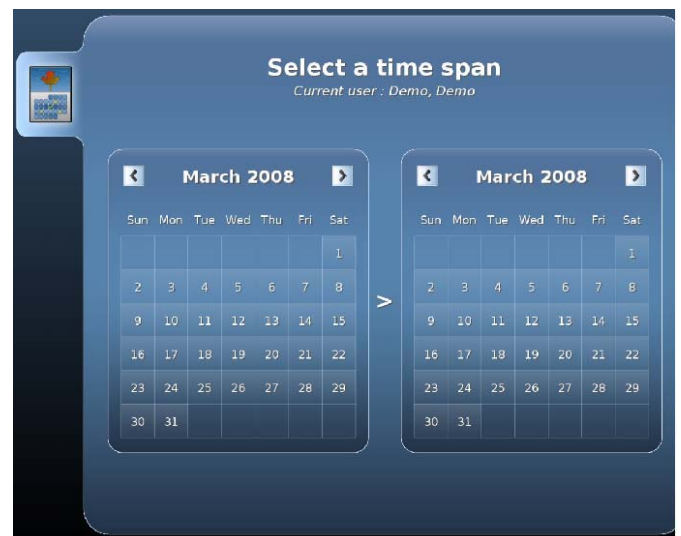 Select a time span
Current user : Demo, Demo
March 2008
Sun Mon Tue Wed Thu Fri Sat
1
2 3 4 5 6 7 8
9 10 11 12 13 14 15
16 17 18 19 20 21 22
23 24 25 26 27 28 29
30 31
>
March 2008
Sun Mon Tue Wed Thu Fri Sat
1
2 3 4 5 6 7 8
9 10 11 12 13 14 15
16 17 18 19 20 21 22
23 24 25 26 27 28 29
30 31